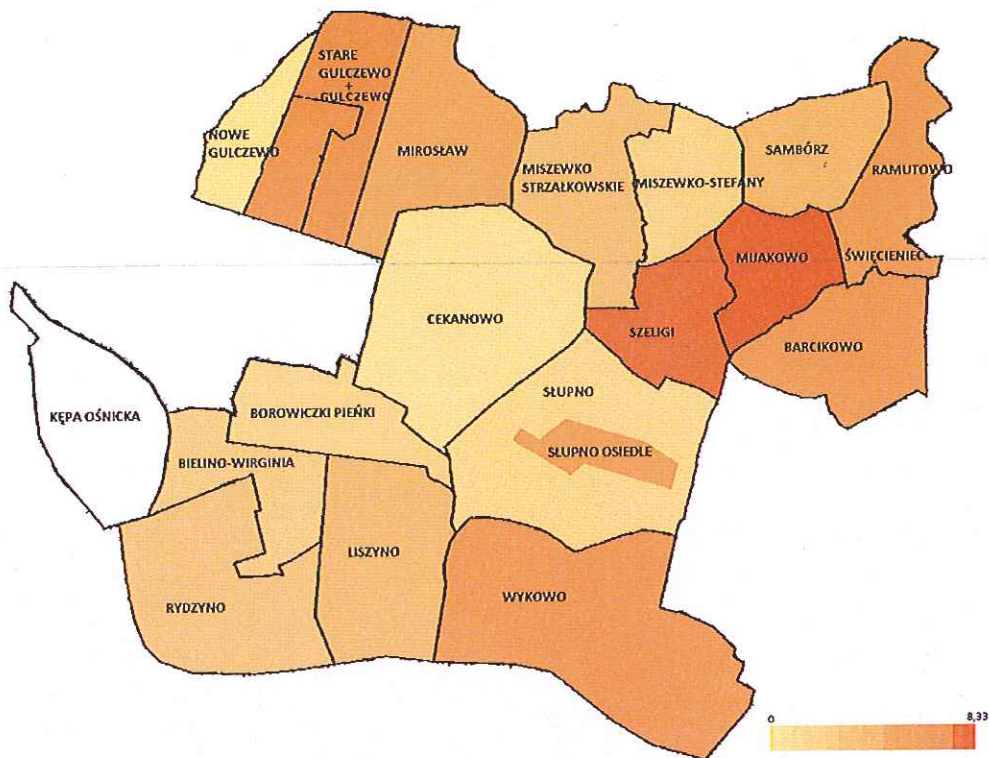 STARE
GULCZEWO
+
GULCZEWO
NOWE
GULCZEWO
MIROSŁAW
MISZEWKO
STRZAŁKOWSKIE
MISZEWKO-STEFANY
SAMBÓRZ
RAMUTOWO
MIJAKOWO
ŚWIĘCIENIEC
CEKANOWO
SZELIGI
BARCIKOWO
SŁUPNO
KĘPA OŚNICKA
BOROWICZKI PIEŃKI
SŁUPNO OSIEDLE
BIELINO-WIRGINIA
LISZYNO
WYKOWO
RYDZYNO
0 8,33